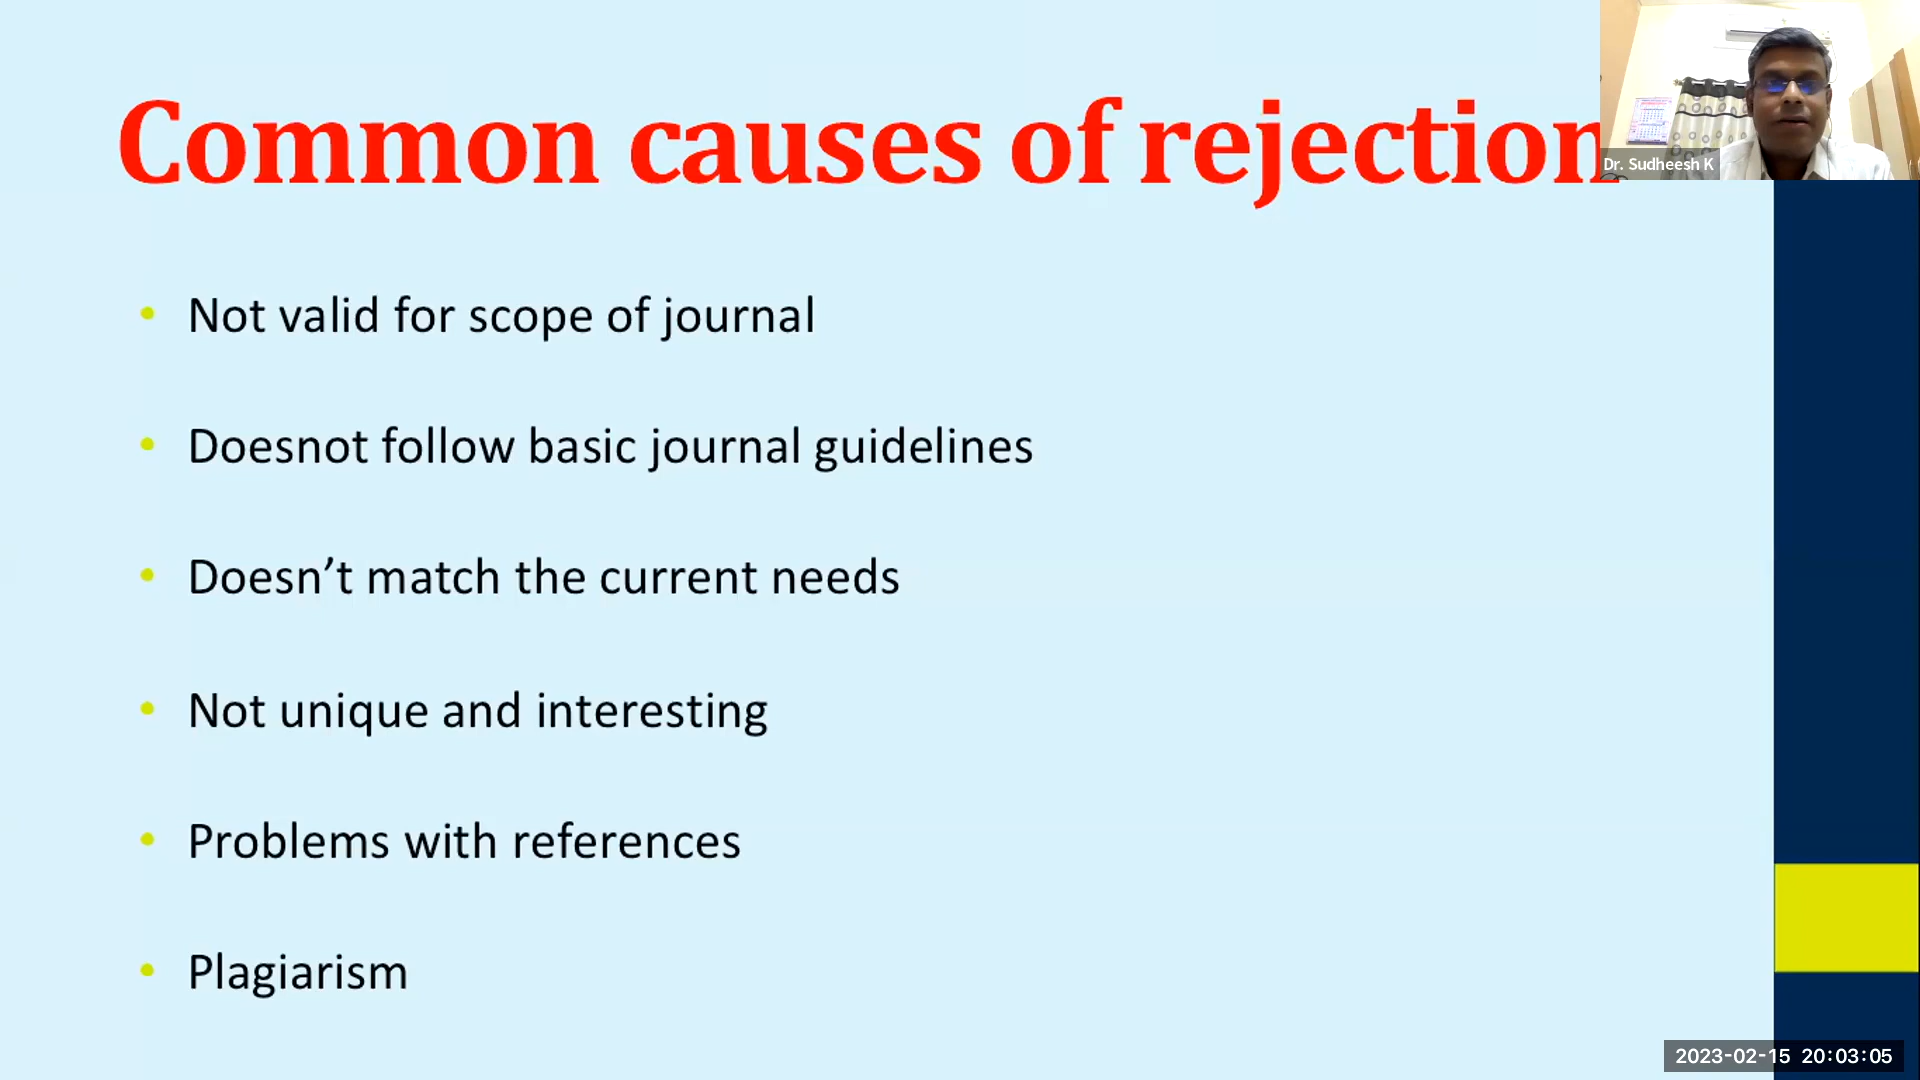 Common causes of rejection
Dr. Sudheesh K
• Not valid for scope of journal
• Doesnot follow basic journal guidelines
• Doesn’t match the current needs
• Not unique and interesting
• Problems with references
• Plagiarism
2023-02-15 20:03:05